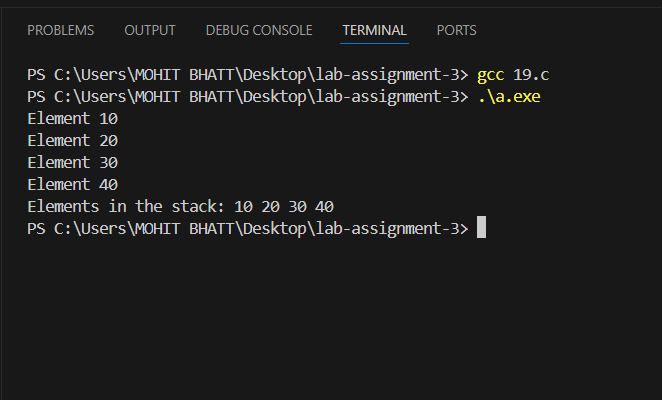 PROBLEMS OUTPUT DEBUG CONSOLE TERMINAL PORTS
PS C:\Users\MOHIT BHATT\Desktop\lab-assignment-3> gcc 19.c
PS C:\Users\MOHIT BHATT\Desktop\lab-assignment-3> .\a.exe
Element 10
Element 20
Element 30
Element 40
Elements in the stack: 10 20 30 40
PS C:\Users\MOHIT BHATT\Desktop\lab-assignment-3>